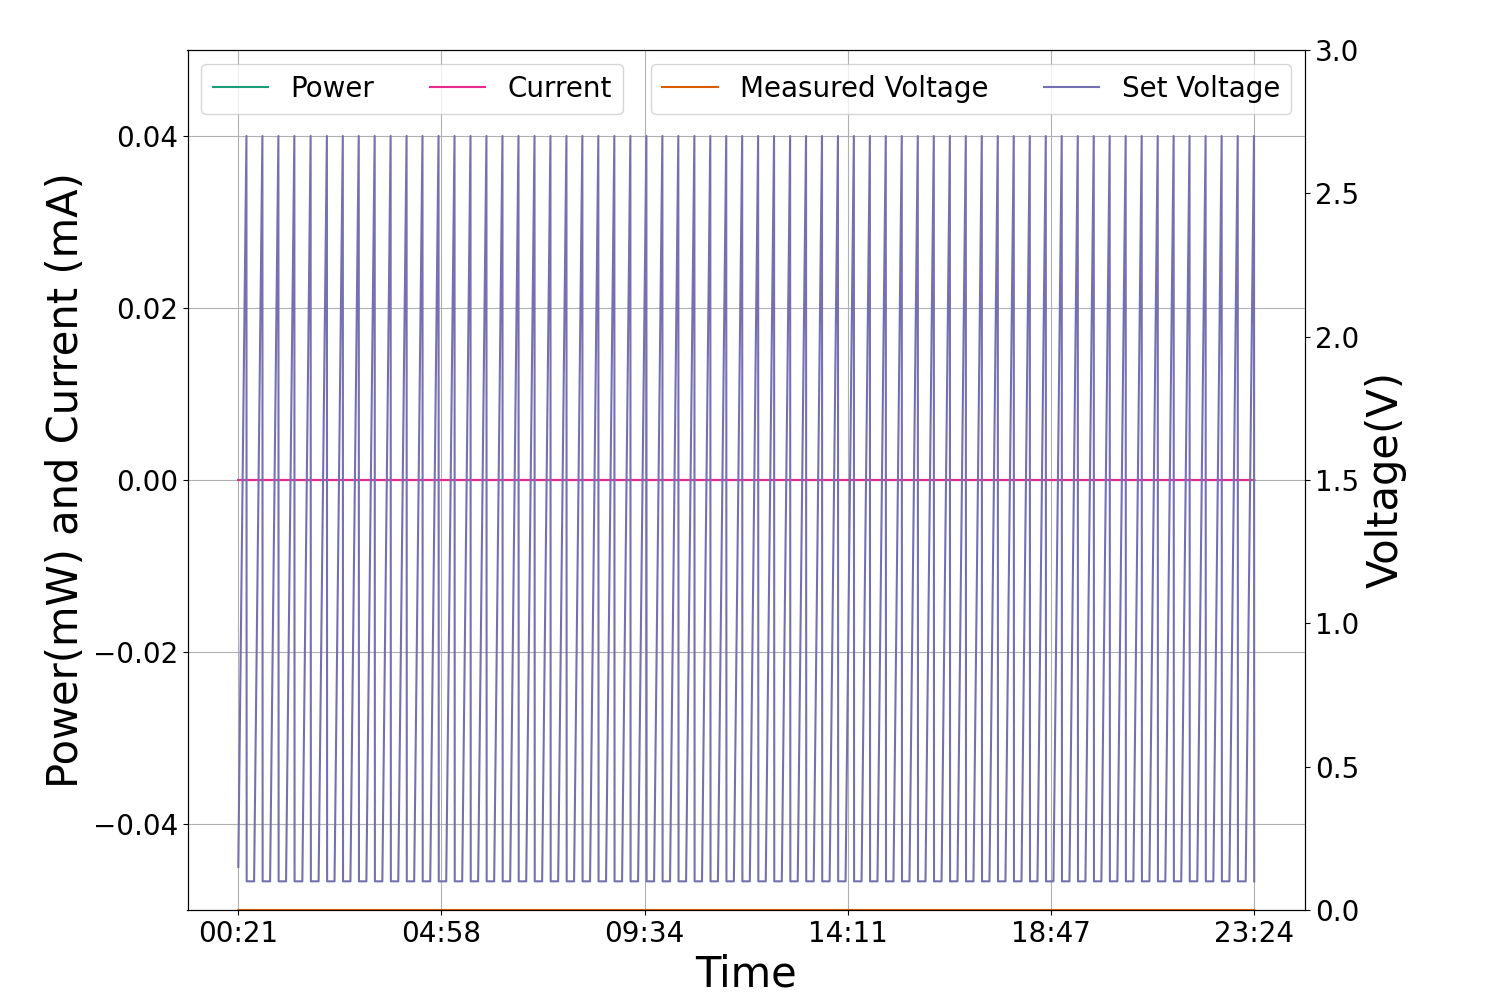 Power Current Measured Voltage Set Voltage
Power(mW) and Current (mA)
0.04
0.02
0.00
−0.02
−0.04
3.0
2.5
2.0
1.5
1.0
0.5
0.0
Voltage(V)
00:21 04:58 09:34 14:11 18:47 23:24
Time